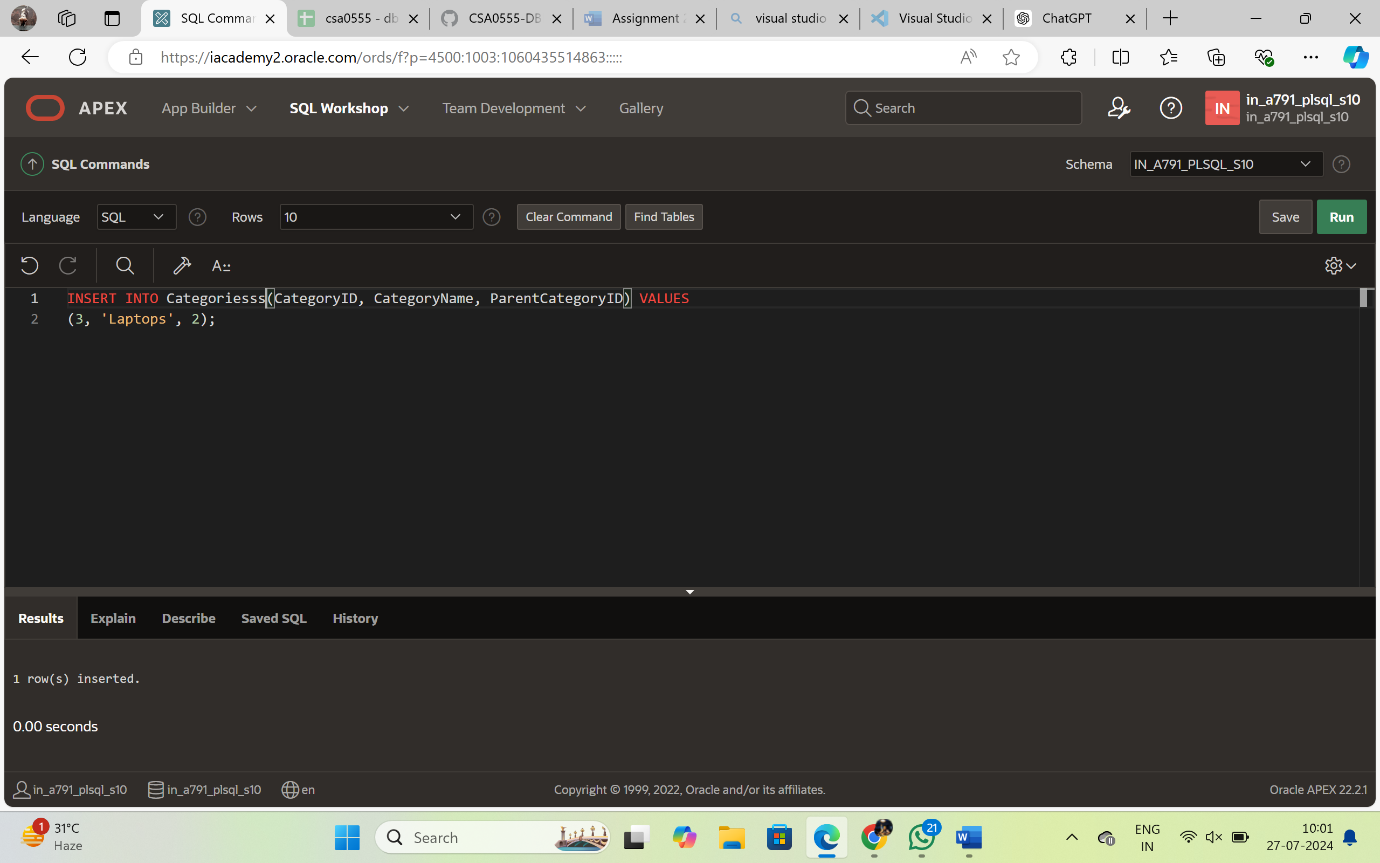 SQL Comman
csa0555 - db
CSA0555-DB
Assignment
visual studio
Visual Studio
ChatGPT
https://iacademy2.oracle.com/ords/f?p=4500:1003:1060435514863:::::
APEX
App Builder
SQL Workshop
Team Development
Gallery
Search
IN
in_a791_plsql_s10
in_a791_plsql_s10
SQL Commands
Schema
IN_A791_PLSQL_S10
Language
SQL
Rows
10
Clear Command
Find Tables
Save
Run
1 INSERT INTO Categoriesss(CategoryID, CategoryName, ParentCategoryID) VALUES
2 (3, 'Laptops', 2);
Results
Explain
Describe
Saved SQL
History
1 row(s) inserted.
0.00 seconds
in_a791_plsql_s10
in_a791_plsql_s10
en
Copyright © 1999, 2022, Oracle and/or its affiliates.
Oracle APEX 22.2.1
1
31°C
Haze
Search
21
ENG
IN
10:01
27-07-2024